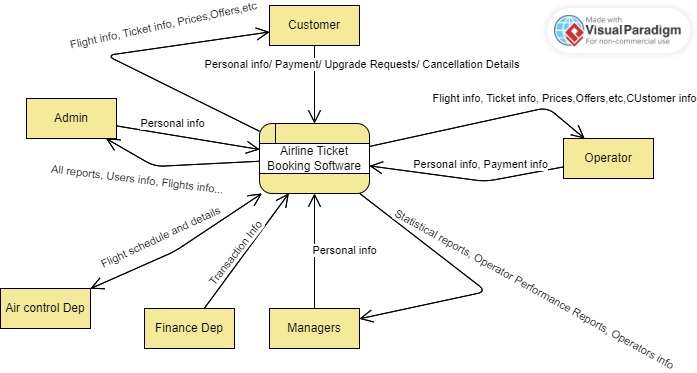 Made with
VisualParadigm
For non-commercial use
Customer
Flight info, Ticket info, Prices,Offers,etc
Personal info/ Payment/ Upgrade Requests/ Cancellation Details
Flight info, Ticket info, Prices,Offers,etc,CUstomer info
Admin
Personal info
Airline Ticket
Booking Software
Operator
Personal info, Payment info
All reports, Users info, Flights info...
Flight schedule and details
Transaction Info
Personal info
Statistical reports, Operator Performance Reports, Operators info
Air control Dep
Finance Dep
Managers